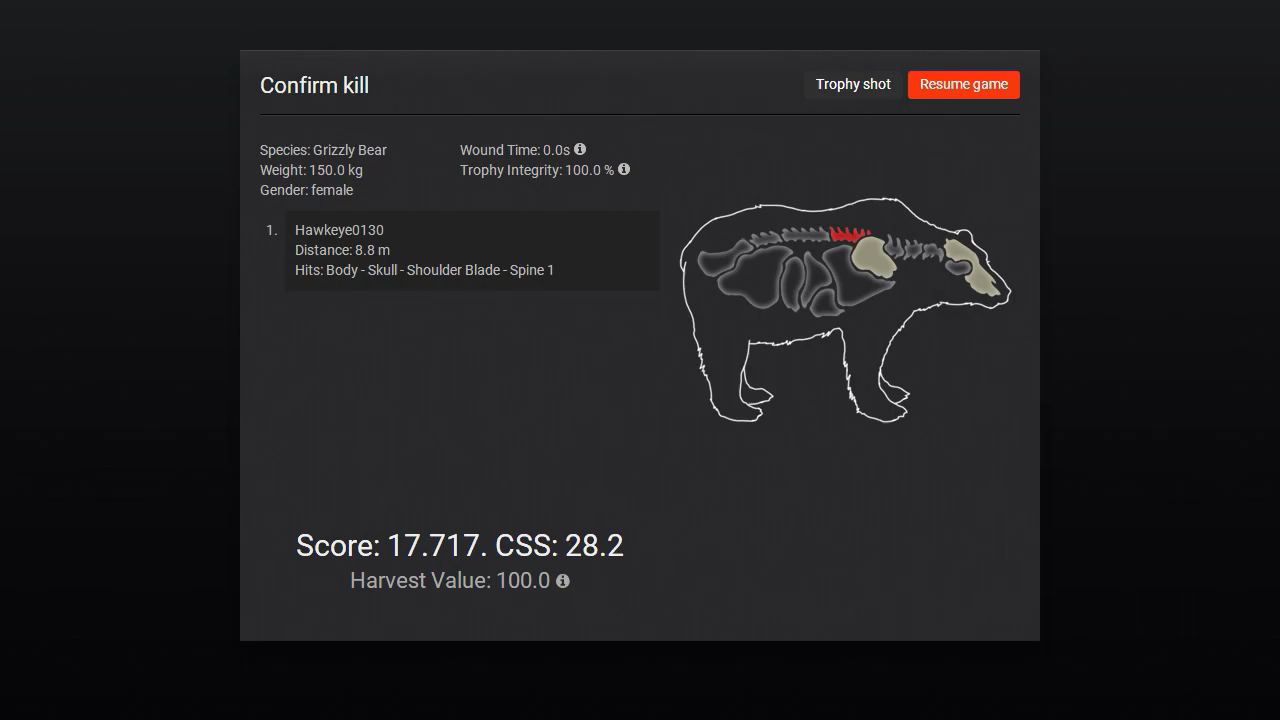 Confirm kill
Trophy shot
Resume game
Species: Grizzly Bear
Weight: 150.0 kg
Gender: female
Wound Time: 0.0s
Trophy Integrity: 100.0 %
1.
Hawkeye0130
Distance: 8.8 m
Hits: Body - Skull - Shoulder Blade - Spine 1
Score: 17.717. CSS: 28.2
Harvest Value: 100.0